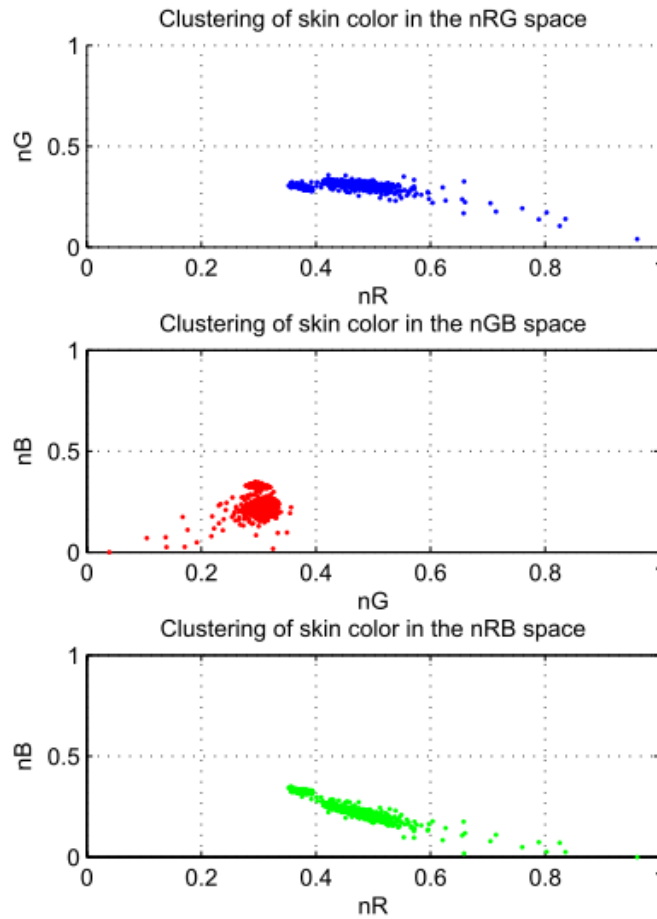 Clustering of skin color in the nRG space
1
0.5
0
nG
0 0.2 0.4 0.6 0.8 1
nR
Clustering of skin color in the nGB space
1
0.5
0
nB
0 0.2 0.4 0.6 0.8 1
nG
Clustering of skin color in the nRB space
1
0.5
0
nB
0 0.2 0.4 0.6 0.8 1
nR